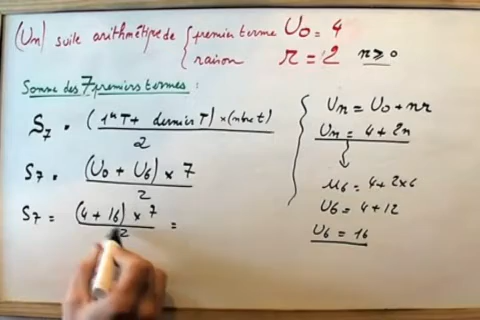 (Un) suite arithmétique de { premier terme U0 = 4
raison r = 2 n ≥ 0
Somme des 7 premiers termes :
S7 = (1er T + dernier T) × (nbre t) / 2
S7 = (U0 + U6) × 7 / 2
S7 = (4 + 16) × 7 / 2 =
Un = U0 + nr
Un = 4 + 2n
U6 = 4 + 2×6
U6 = 4 + 12
U6 = 16